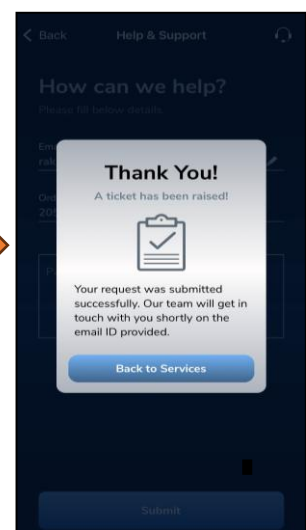 Back Help & Support
How can we help?
Please fill below details.
Thank You!
A ticket has been raised!
Your request was submitted
successfully. Our team will get in
touch with you shortly on the
email ID provided.
Back to Services
Submit